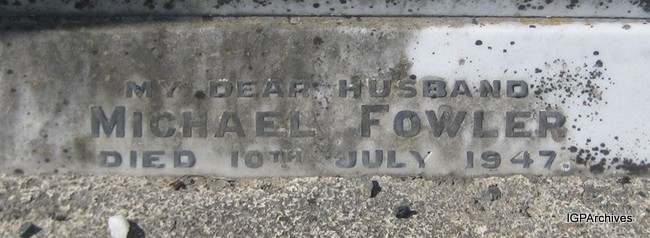 MY DEAR HUSBAND
MICHAEL FOWLER
DIED 10TH JULY 1947.
IGPArchives